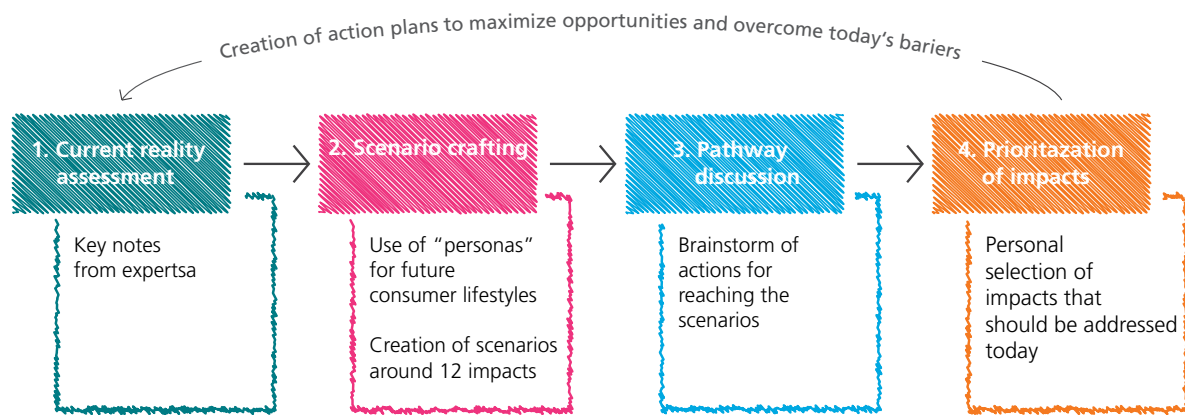 Creation of action plans to maximize opportunities and overcome today's bariers
1. Current reality
assessment
Key notes
from expertsa
2. Scenario crafting
Use of “personas”
for future
consumer lifestyles
Creation of scenarios
around 12 impacts
3. Pathway
discussion
Brainstorm of
actions for
reaching the
scenarios
4. Prioritazation
of impacts
Personal
selection of
impacts that
should be addressed
today